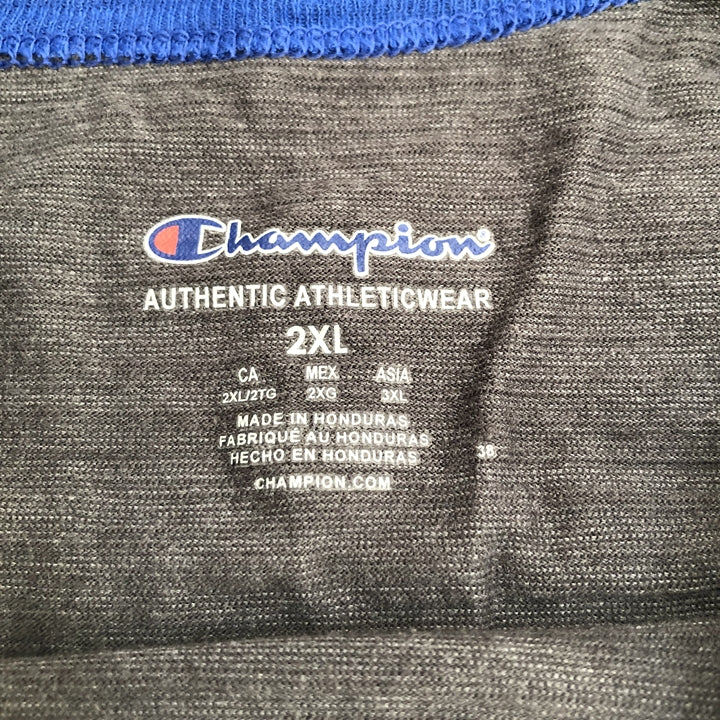 Champion®
AUTHENTIC ATHLETICWEAR
2XL
CA MEX ASIA
2XL/2TG 2XG 3XL
MADE IN HONDURAS
FABRIQUÉ AU HONDURAS
HECHO EN HONDURAS
38
CHAMPION.COM